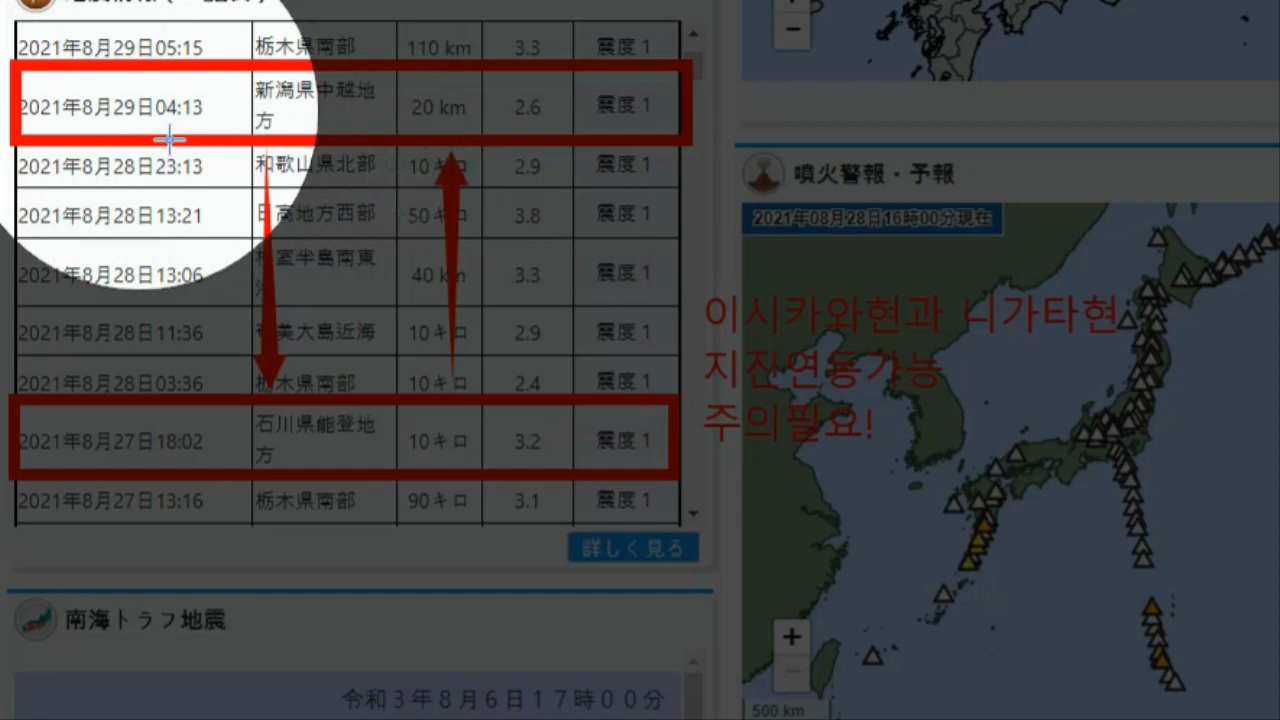 2021年8月29日05:15 栃木県南部 110 km 3.3 震度１
2021年8月29日04:13 新潟県中越地方 20 km 2.6 震度１
2021年8月28日23:13 和歌山県北部 10キロ 2.9 震度１
2021年8月28日13:21 日高地方西部 50キロ 3.8 震度１
2021年8月28日13:06 根室半島南東 40 km 3.3 震度１
2021年8月28日11:36 奄美大島近海 10キロ 2.9 震度１
2021年8月28日03:36 栃木県南部 10キロ 2.4 震度１
2021年8月27日18:02 石川県能登地方 10キロ 3.2 震度１
2021年8月27日13:16 栃木県南部 90キロ 3.1 震度１
詳しく見る
南海トラフ地震
令和３年８月６日１７時００分
噴火警報・予報
2021年08月28日16時00分現在
이시카와현과 니가타현
지진연동가능
주의필요!
500 km